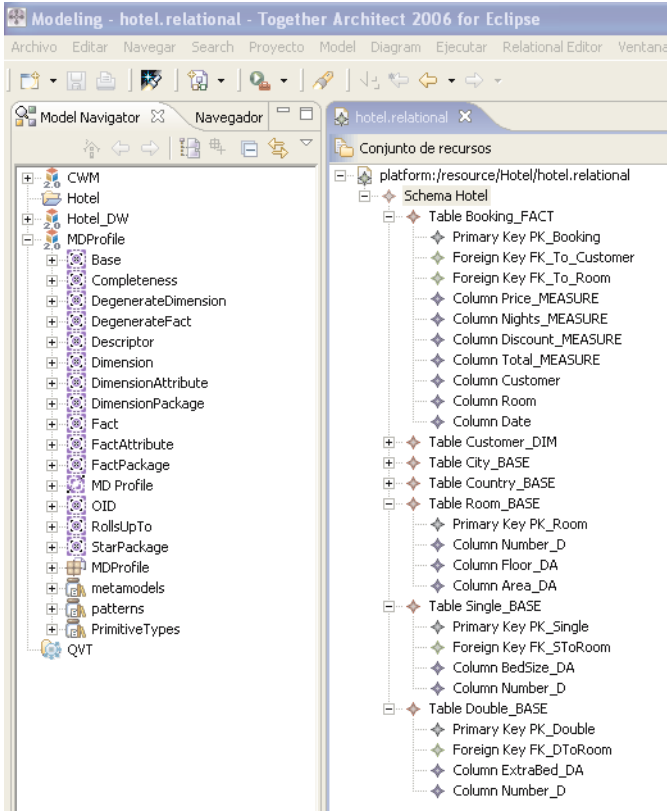 Modeling - hotel.relational - Together Architect 2006 for Eclipse
Archivo Editar Navegar Search Proyecto Model Diagram Ejecutar Relational Editor Ventana
Model Navigator Navegador
CWM
Hotel
Hotel_DW
MDProfile
Base
Completeness
DegenerateDimension
DegenerateFact
Descriptor
Dimension
DimensionAttribute
DimensionPackage
Fact
FactAttribute
FactPackage
MD Profile
OID
RollsUpTo
StarPackage
MDProfile
metamodels
patterns
PrimitiveTypes
QVT
2.0
2.0
2.0
hotel.relational
Conjunto de recursos
platform:/resource/Hotel/hotel.relational
Schema Hotel
Table Booking_FACT
Primary Key PK_Booking
Foreign Key FK_To_Customer
Foreign Key FK_To_Room
Column Price_MEASURE
Column Nights_MEASURE
Column Discount_MEASURE
Column Total_MEASURE
Column Customer
Column Room
Column Date
Table Customer_DIM
Table City_BASE
Table Country_BASE
Table Room_BASE
Primary Key PK_Room
Column Number_D
Column Floor_DA
Column Area_DA
Table Single_BASE
Primary Key PK_Single
Foreign Key FK_SToRoom
Column BedSize_DA
Column Number_D
Table Double_BASE
Primary Key PK_Double
Foreign Key FK_DToRoom
Column ExtraBed_DA
Column Number_D